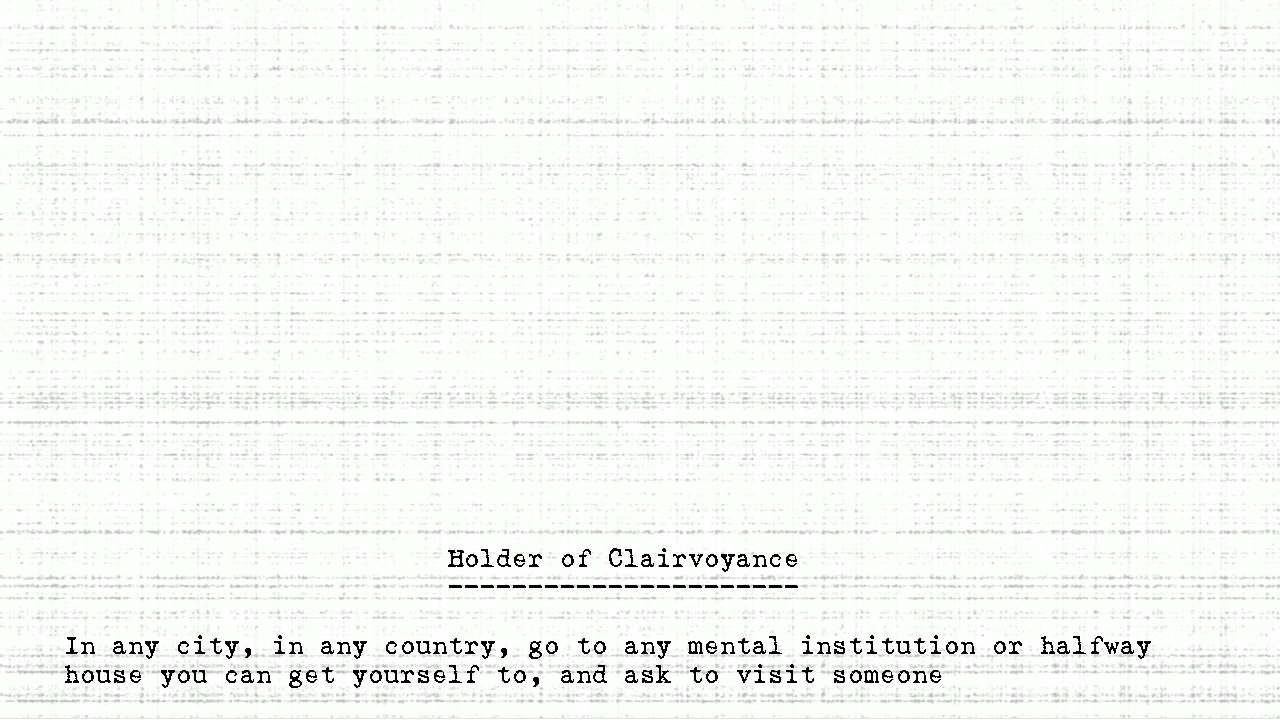 Holder of Clairvoyance
----------------------
In any city, in any country, go to any mental institution or halfway
house you can get yourself to, and ask to visit someone